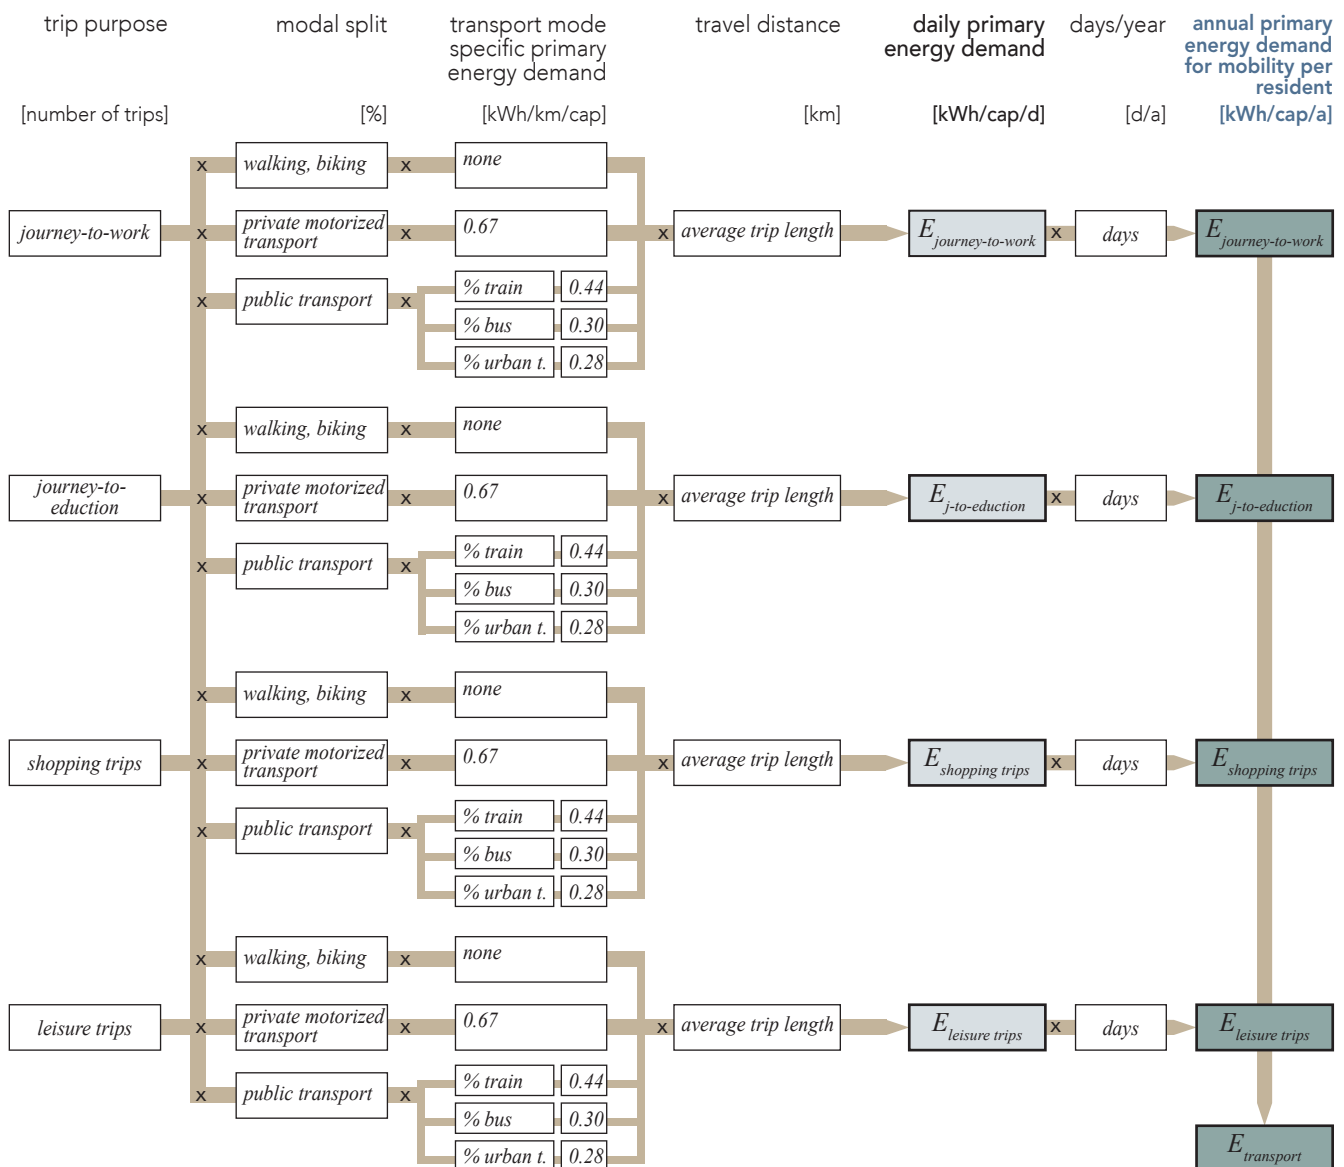 trip purpose
modal split
transport mode
specific primary
energy demand
travel distance
daily primary
energy demand
days/year
annual primary
energy demand
for mobility per
resident
[number of trips]
[%]
[kWh/km/cap]
[km]
[kWh/cap/d]
[d/a]
[kWh/cap/a]
x
walking, biking
x
none
journey-to-work
x
private motorized
transport
x
0.67
x
average trip length
E journey-to-work
x
days
E journey-to-work
x
public transport
x
% train
0.44
% bus
0.30
% urban t.
0.28
x
walking, biking
x
none
journey-to-
eduction
x
private motorized
transport
x
0.67
x
average trip length
E j-to-eduction
x
days
E j-to-eduction
x
public transport
x
% train
0.44
% bus
0.30
% urban t.
0.28
x
walking, biking
x
none
shopping trips
x
private motorized
transport
x
0.67
x
average trip length
E shopping trips
x
days
E shopping trips
x
public transport
x
% train
0.44
% bus
0.30
% urban t.
0.28
x
walking, biking
x
none
leisure trips
x
private motorized
transport
x
0.67
x
average trip length
E leisure trips
x
days
E leisure trips
x
public transport
x
% train
0.44
% bus
0.30
% urban t.
0.28
E transport